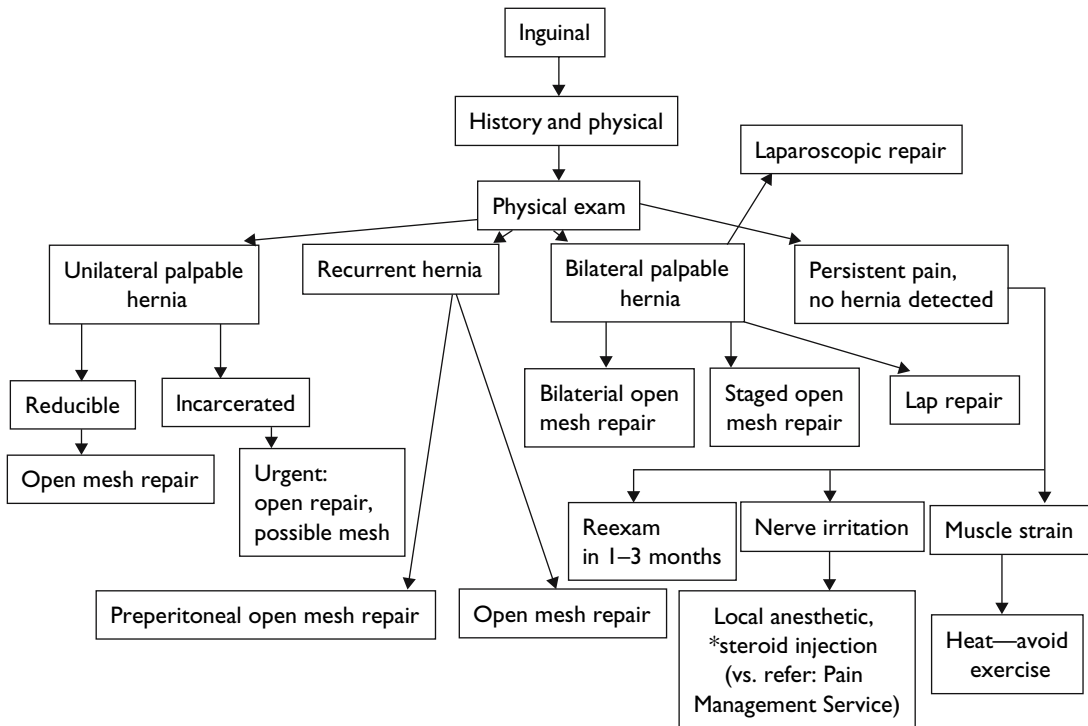 Inguinal
History and physical
Laparoscopic repair
Physical exam
Unilateral palpable
hernia
Recurrent hernia
Bilateral palpable
hernia
Persistent pain,
no hernia detected
Reducible
Incarcerated
Bilaterial open
mesh repair
Staged open
mesh repair
Lap repair
Open mesh repair
Urgent:
open repair,
possible mesh
Reexam
in 1–3 months
Nerve irritation
Muscle strain
Preperitoneal open mesh repair
Open mesh repair
Local anesthetic,
*steroid injection
(vs. refer: Pain
Management Service)
Heat—avoid
exercise